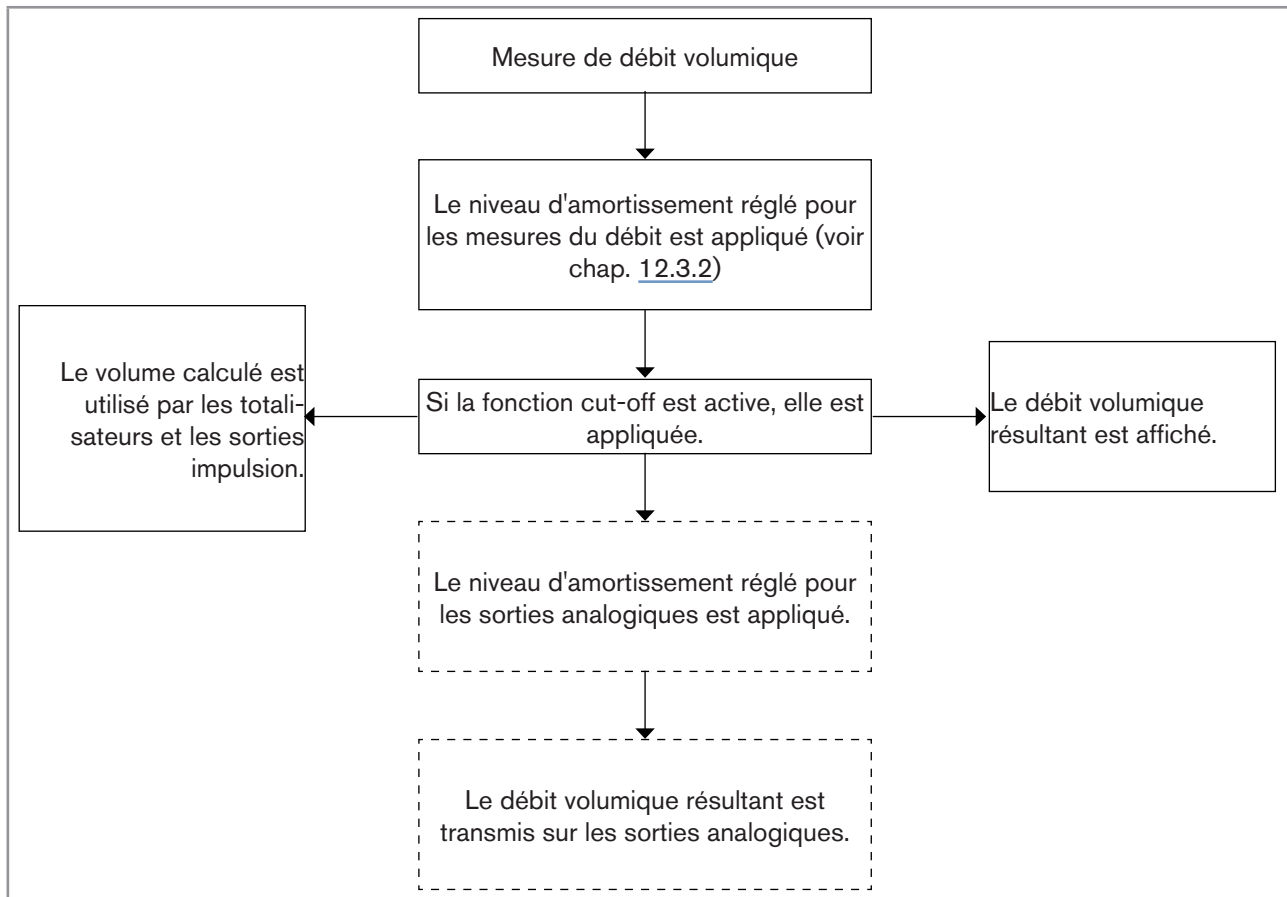 Mesure de débit volumique
Le niveau d'amortissement réglé pour
les mesures du débit est appliqué (voir
chap. 12.3.2)
Le volume calculé est
utilisé par les totali-
sateurs et les sorties
impulsion.
Si la fonction cut-off est active, elle est
appliquée.
Le débit volumique
résultant est affiché.
Le niveau d'amortissement réglé pour
les sorties analogiques est appliqué.
Le débit volumique résultant est
transmis sur les sorties analogiques.